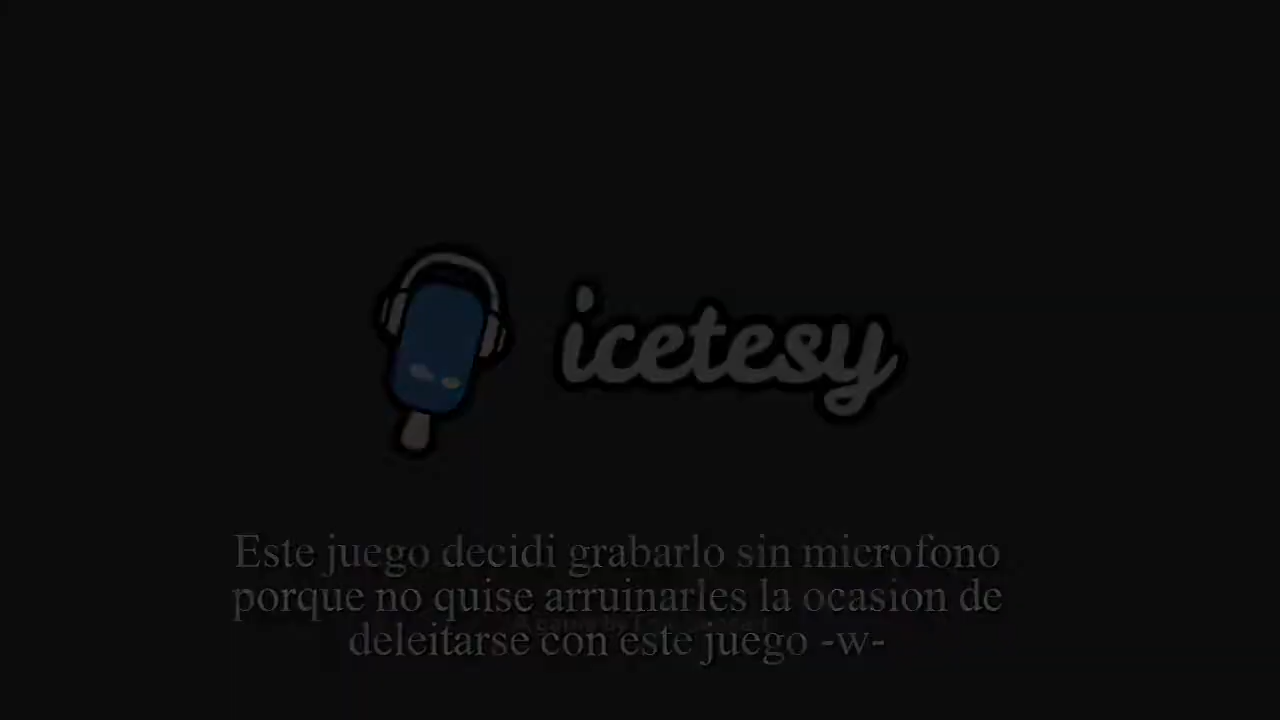 icetesy
Este juego decidi grabarlo sin microfono
porque no quise arruinarles la ocasion de
deleitarse con este juego -w-